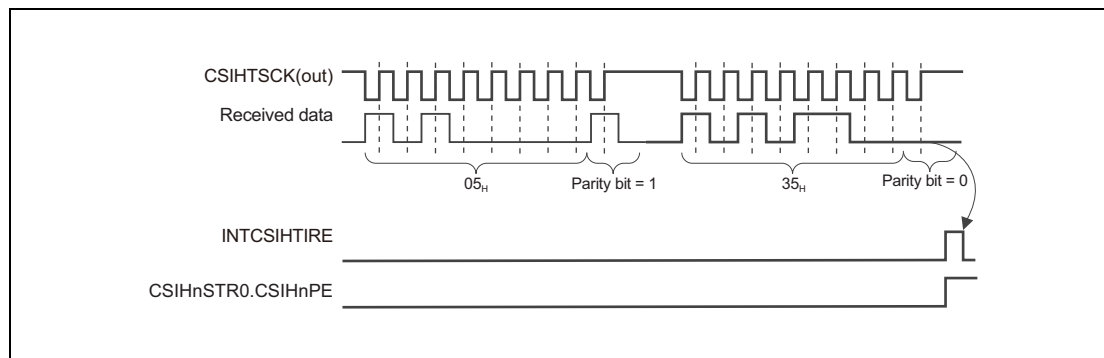 CSIHTSCK(out)
Received data
05H
Parity bit = 1
35H
Parity bit = 0
INTCSIHTIRE
CSIHnSTR0.CSIHnPE